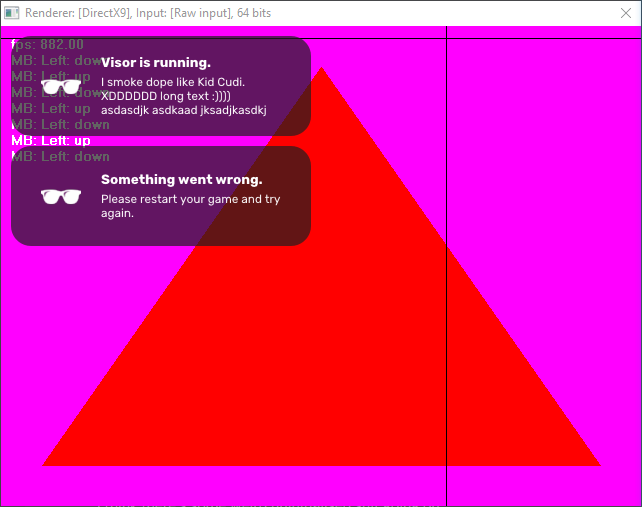 Renderer: [DirectX9], Input: [Raw input], 64 bits
fps: 882.00
MB: Left: down
MB: Left: up
MB: Left: down
MB: Left: up
MB: Left: down
MB: Left: up
MB: Left: down
Visor is running.
I smoke dope like Kid Cudi.
XDDDDDD long text :))))
asdasdjk asdkaad jksadjkasdkj
Something went wrong.
Please restart your game and try
again.